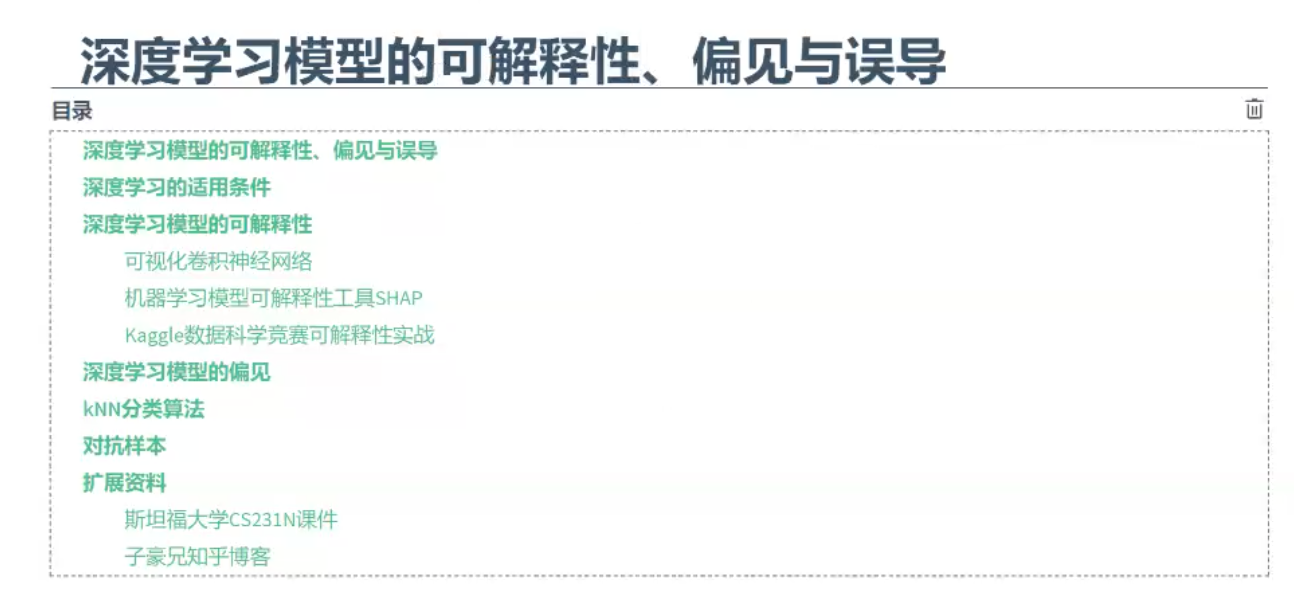 深度学习模型的可解释性、偏见与误导
目录
深度学习模型的可解释性、偏见与误导
深度学习的适用条件
深度学习模型的可解释性
可视化卷积神经网络
机器学习模型可解释性工具SHAP
Kaggle数据科学竞赛可解释性实战
深度学习模型的偏见
kNN分类算法
对抗样本
扩展资料
斯坦福大学CS231N课件
子豪兄知乎博客